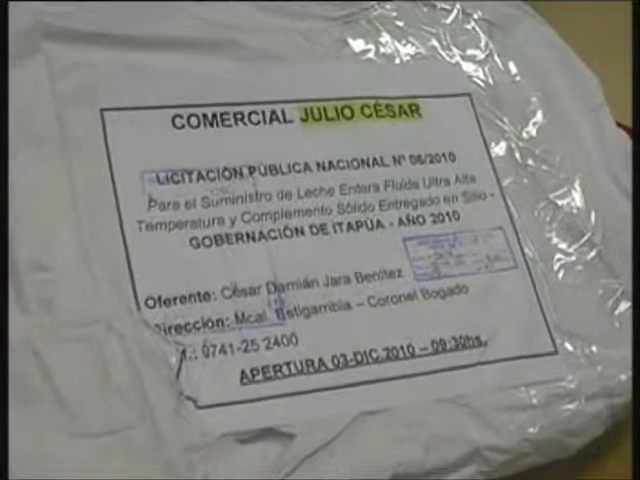 COMERCIAL JULIO CÉSAR
LICITACIÓN PÚBLICA NACIONAL Nº 06/2010
Para el Suministro de Leche Entera Fluida Ultra Alta
Temperatura y Complemento Sólido Entregado en Sitio -
GOBERNACIÓN DE ITAPÚA - AÑO 2010
Oferente: César Damián Jara Benítez
Dirección: Mcal. Estigarribia – Coronel Bogado
.: 0741-25 2400
APERTURA 03-DIC.2010 – 09:30hs.